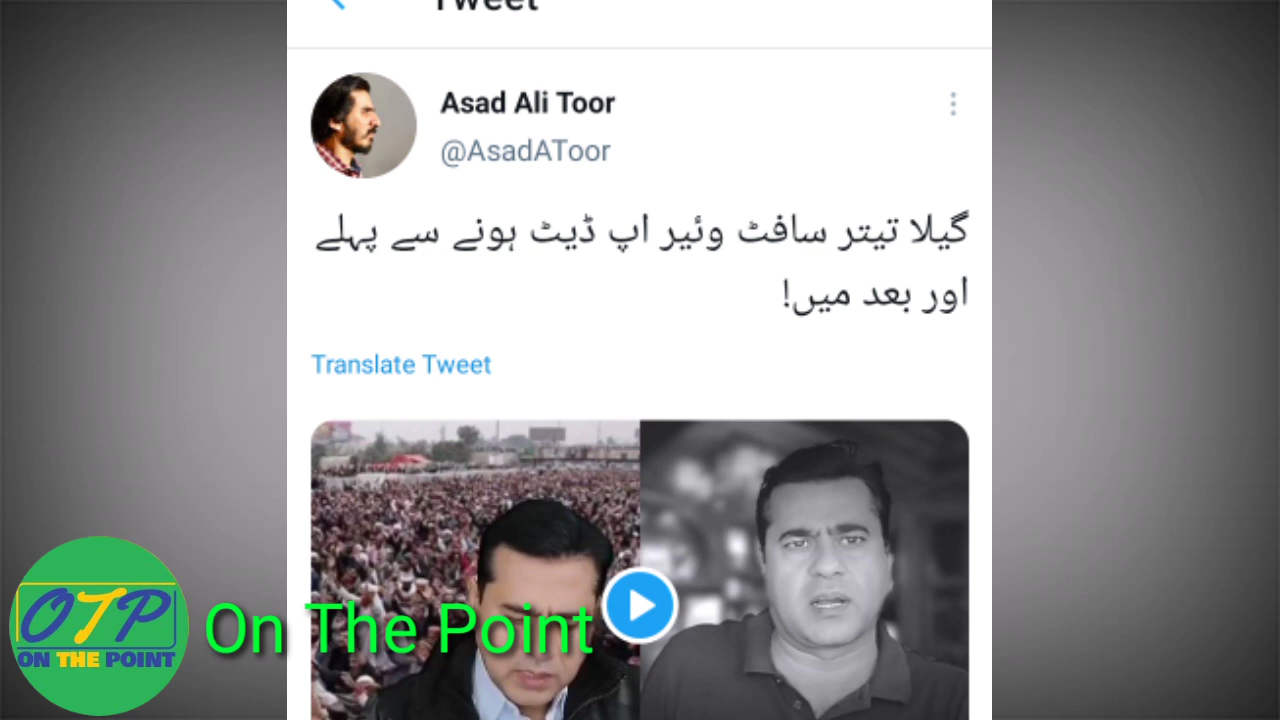 Tweet
Asad Ali Toor
@AsadAToor
گیلا تیتر سافٹ وئیر اپ ڈیٹ ہونے سے پہلے
اور بعد میں!
Translate Tweet
OTP
ON THE POINT
On The Point